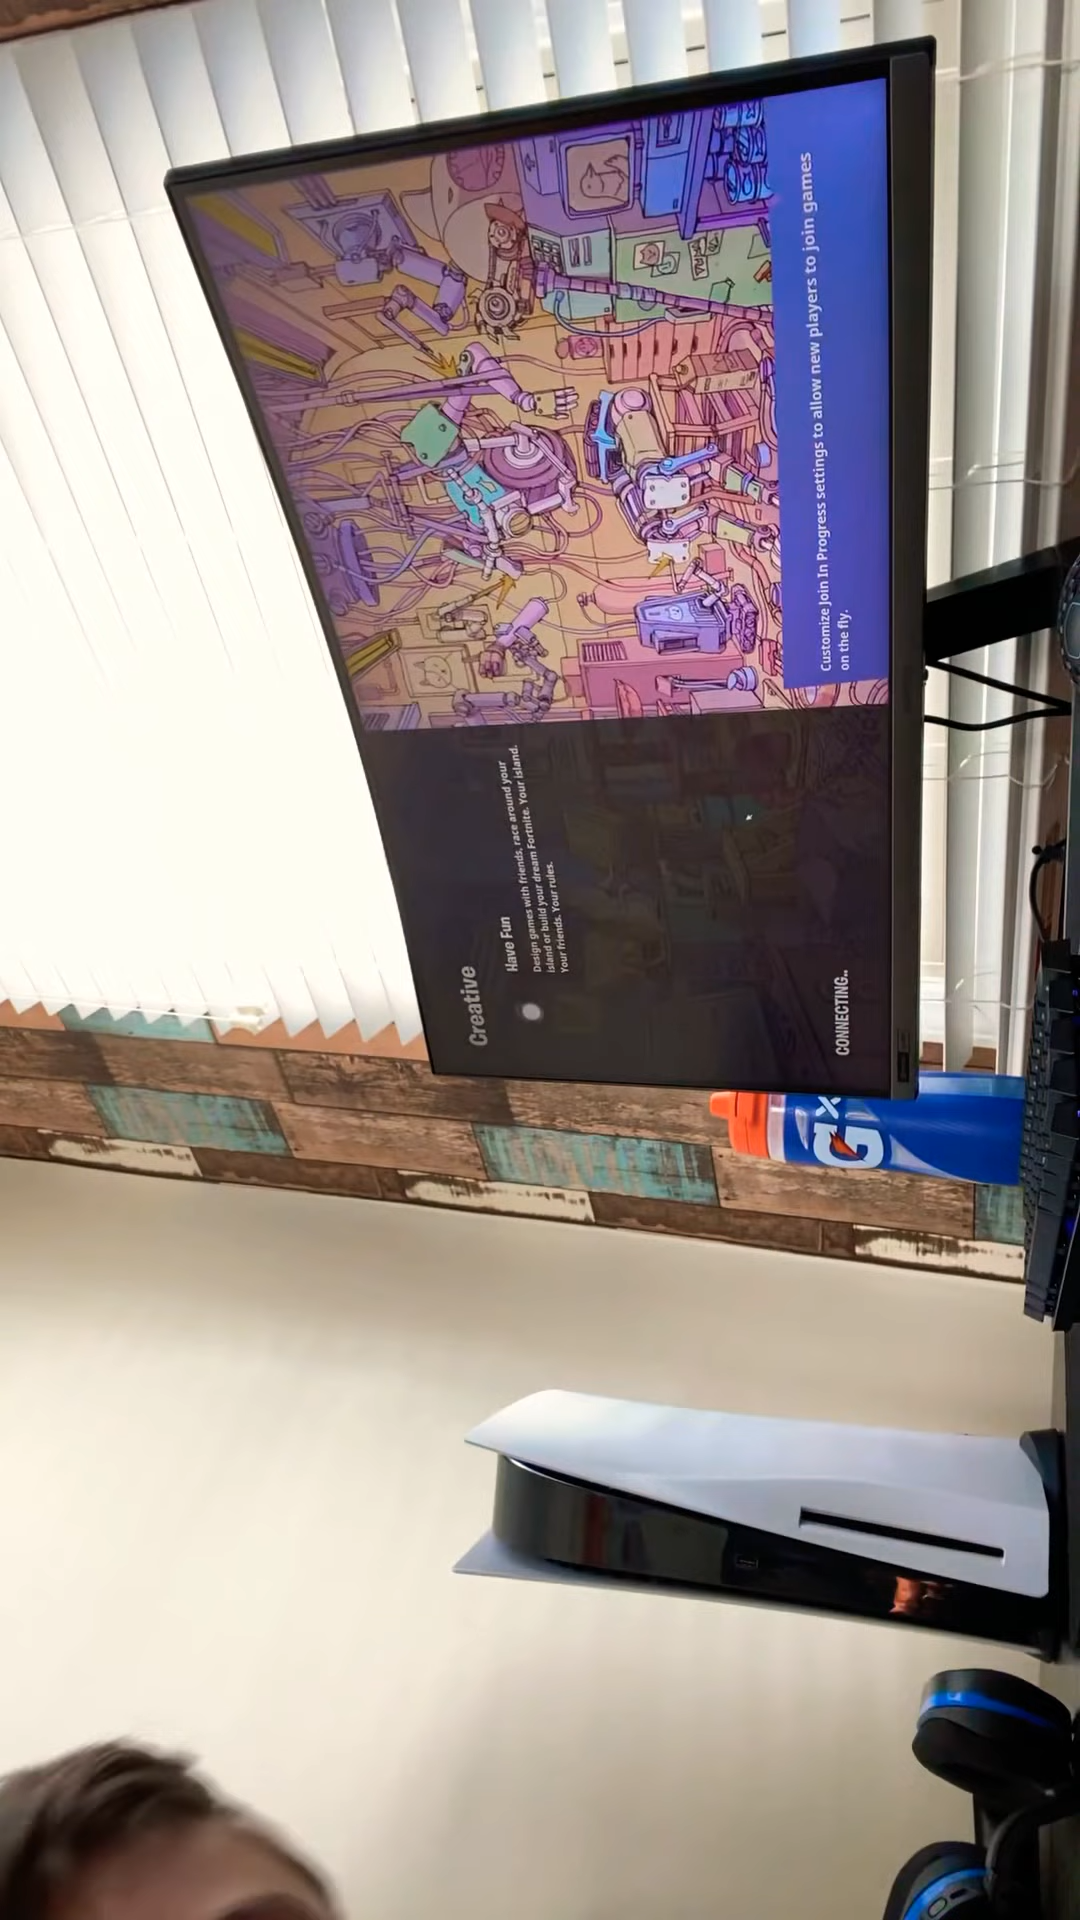 Creative
Have Fun
Design games with friends, race around your
island or build your dream Fortnite. Your Island.
Your friends. Your rules.
CONNECTING..
Customize Join In Progress settings to allow new players to join games
on the fly.
Gx